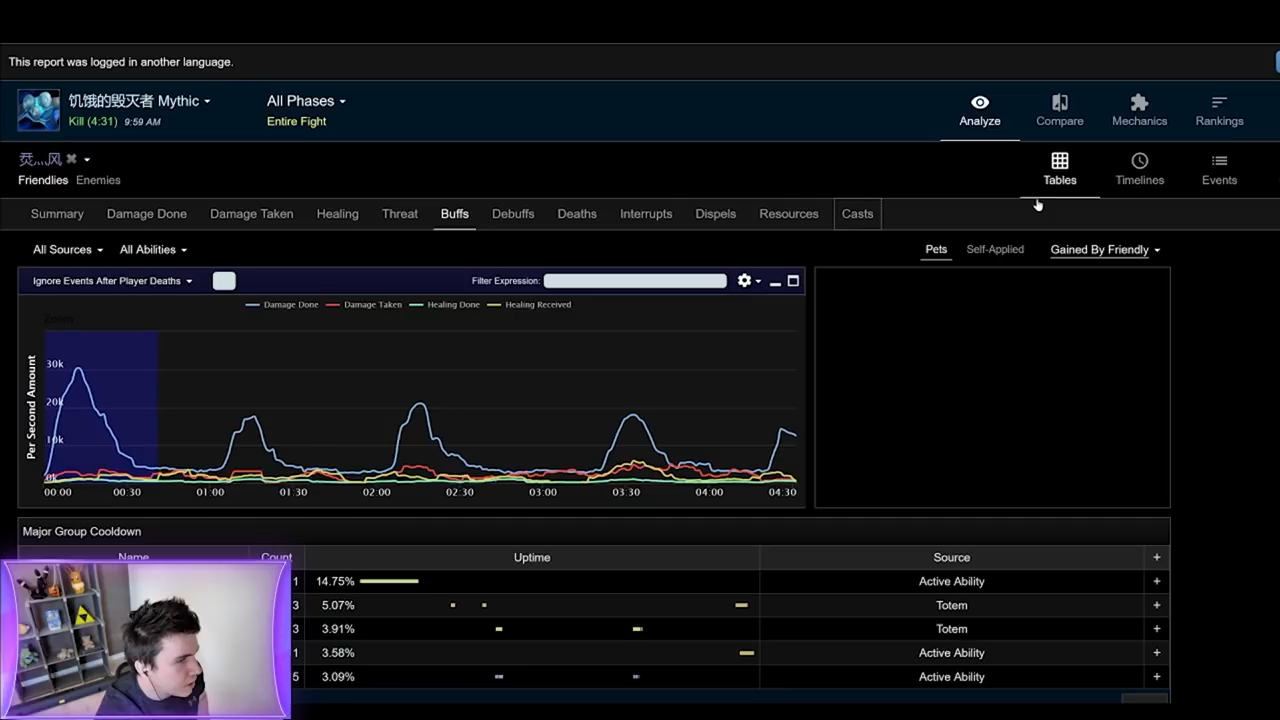 This report was logged in another language.
饥饿的毁灭者 Mythic
All Phases
Kill (4:31) 9:59 AM
Entire Fight
Analyze
Compare
Mechanics
Rankings
Friendlies Enemies
Tables
Timelines
Events
Summary Damage Done Damage Taken Healing Threat Buffs Debuffs Deaths Interrupts Dispels Resources Casts
All Sources All Abilities
Pets Self-Applied Gained By Friendly
Ignore Events After Player Deaths
Filter Expression:
Damage Done Damage Taken Healing Done Healing Received
Zoom
Per Second Amount
30k
20k
10k
0k
00:00 00:30 01:00 01:30 02:00 02:30 03:00 03:30 04:00 04:30
Major Group Cooldown
Name Count Uptime Source +
1 14.75% Active Ability +
3 5.07% Totem +
3 3.91% Totem +
1 3.58% Active Ability +
5 3.09% Active Ability +